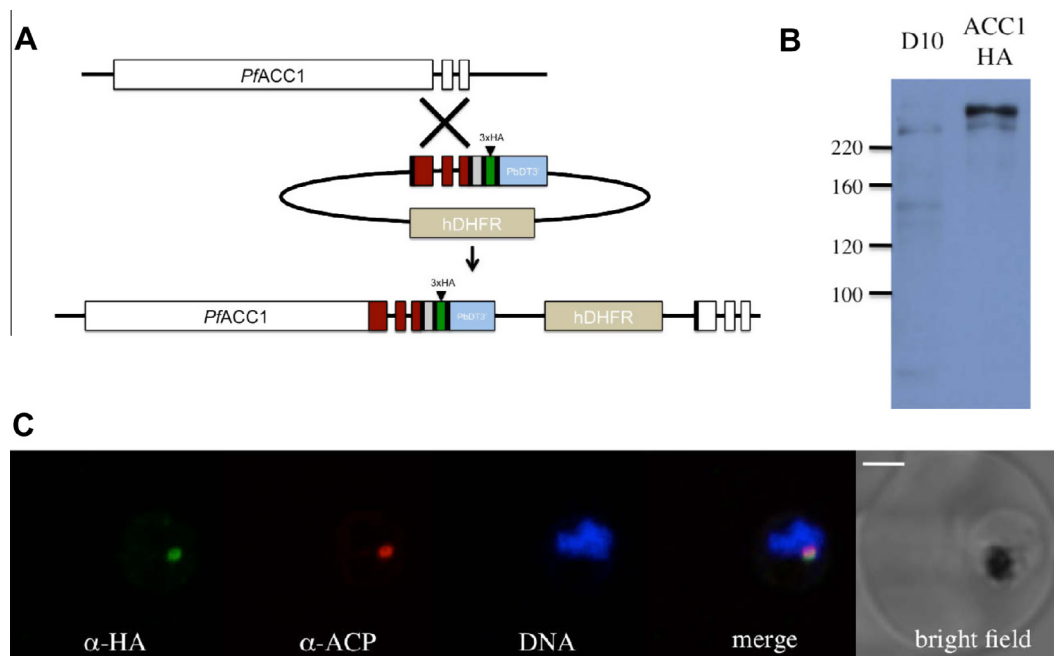 A
PfACC1
3xHA
PbDT3'
hDHFR
3xHA
PfACC1
PbDT3'
hDHFR
B
D10
ACC1
HA
220
160
120
100
C
α-HA
α-ACP
DNA
merge
bright field